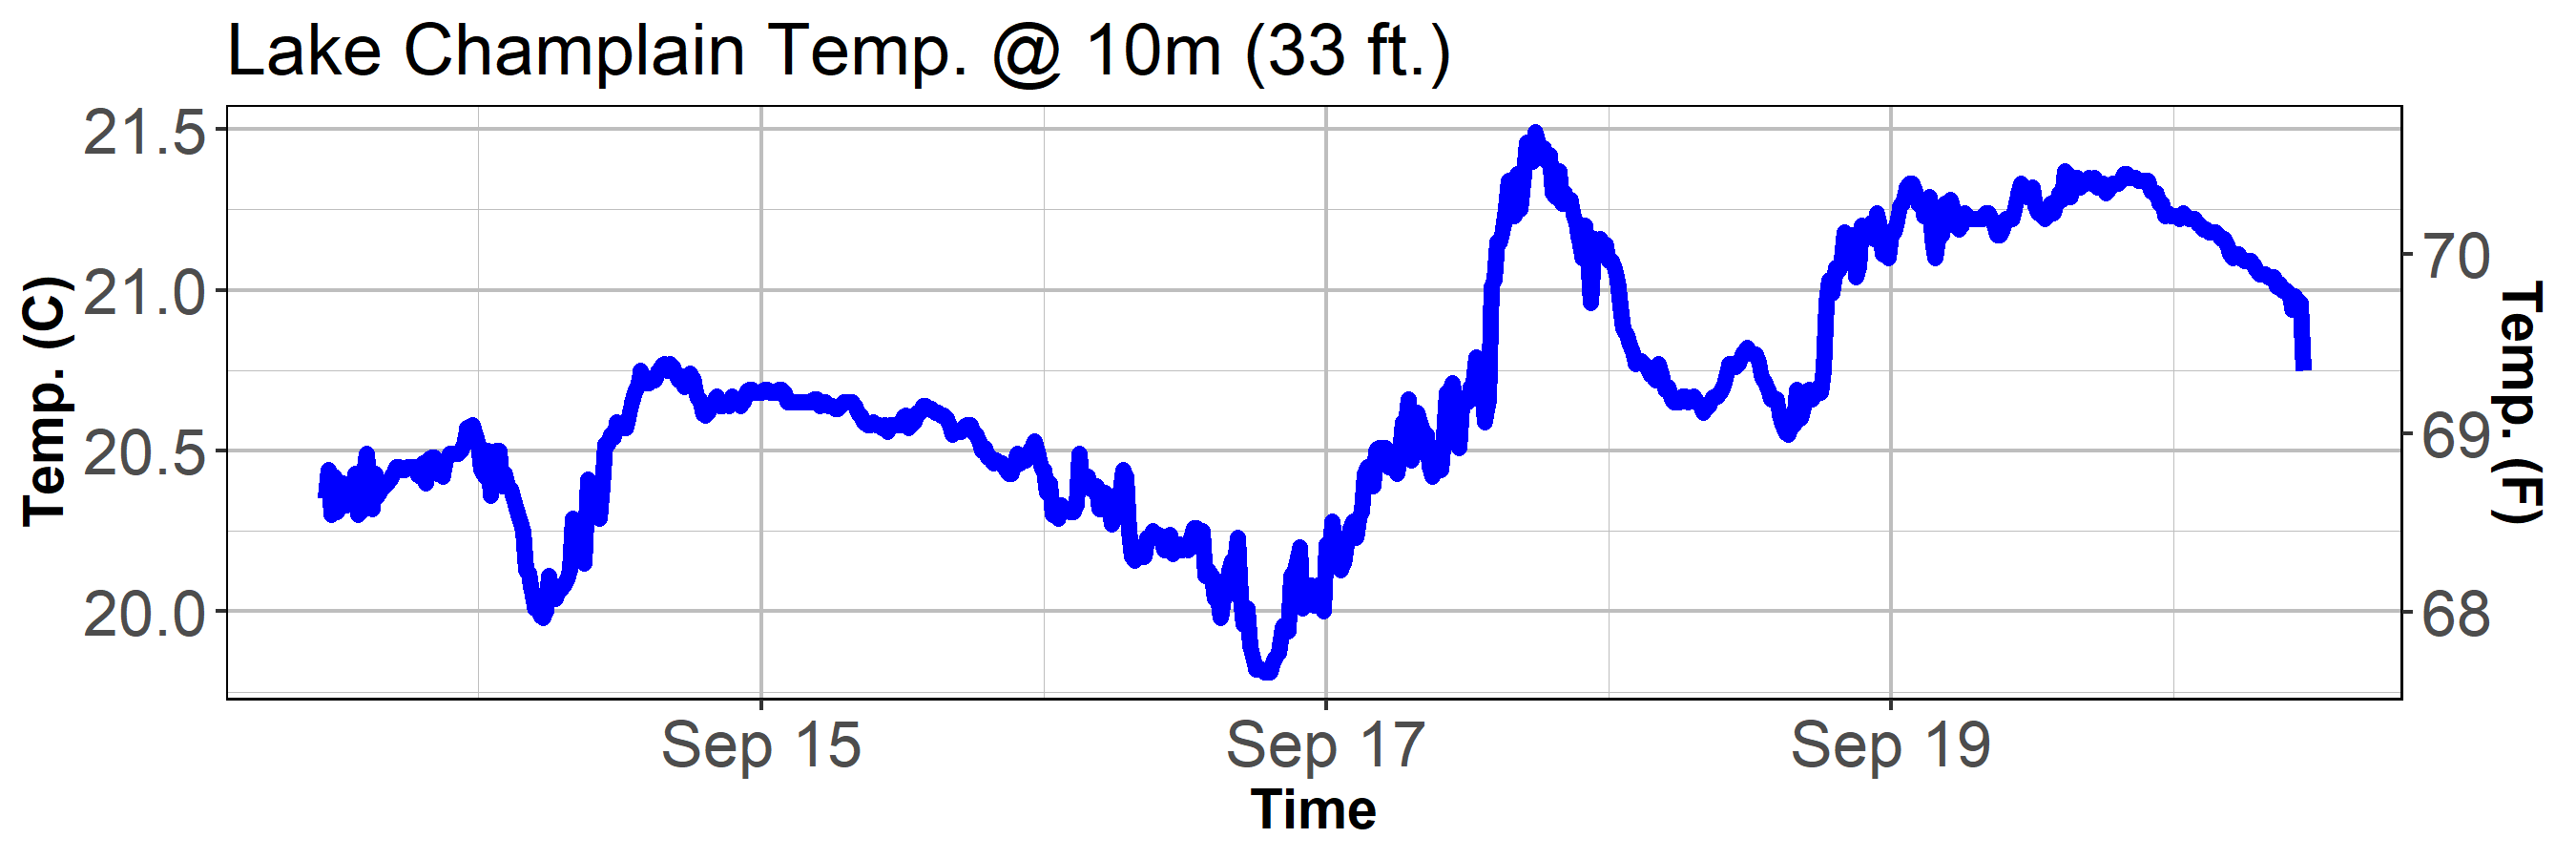 Lake Champlain Temp. @ 10m (33 ft.)
Temp. (C)
21.5
21.0
20.5
20.0
70
69
68
Temp. (F)
Sep 15
Sep 17
Sep 19
Time